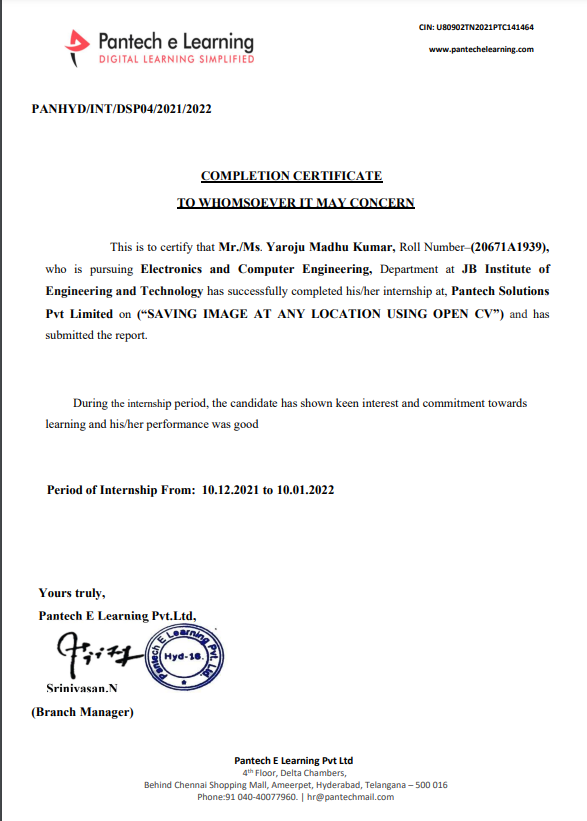 Pantech e Learning
DIGITAL LEARNING SIMPLIFIED
CIN: U80902TN2021PTC141464
www.pantechelearning.com
PANHYD/INT/DSP04/2021/2022
COMPLETION CERTIFICATE
TO WHOMSOEVER IT MAY CONCERN
This is to certify that Mr./Ms. Yaroju Madhu Kumar, Roll Number–(20671A1939),
who is pursuing Electronics and Computer Engineering, Department at JB Institute of
Engineering and Technology has successfully completed his/her internship at, Pantech Solutions
Pvt Limited on (“SAVING IMAGE AT ANY LOCATION USING OPEN CV”) and has
submitted the report.
During the internship period, the candidate has shown keen interest and commitment towards
learning and his/her performance was good
Period of Internship From: 10.12.2021 to 10.01.2022
Yours truly,
Pantech E Learning Pvt.Ltd,
Pantech E Learning Pvt. Ltd.
Hyd-16.
Srinivasan.N
(Branch Manager)
Pantech E Learning Pvt Ltd
4th Floor, Delta Chambers,
Behind Chennai Shopping Mall, Ameerpet, Hyderabad, Telangana – 500 016
Phone:91 040-40077960. | hr@pantechmail.com